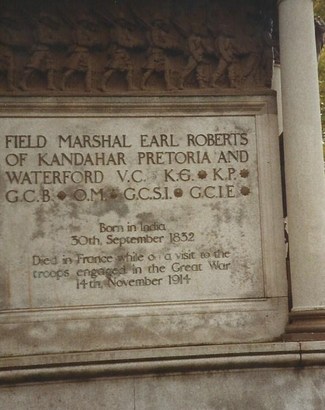 FIELD MARSHAL EARL ROBERTS
OF KANDAHAR PRETORIA AND
WATERFORD V.C. K.G. K.P.
G.C.B. O.M. G.C.S.I. G.C.I.E.
Born in India
30th, September 1832
Died in France while on a visit to the
troops engaged in the Great War
14th, November 1914